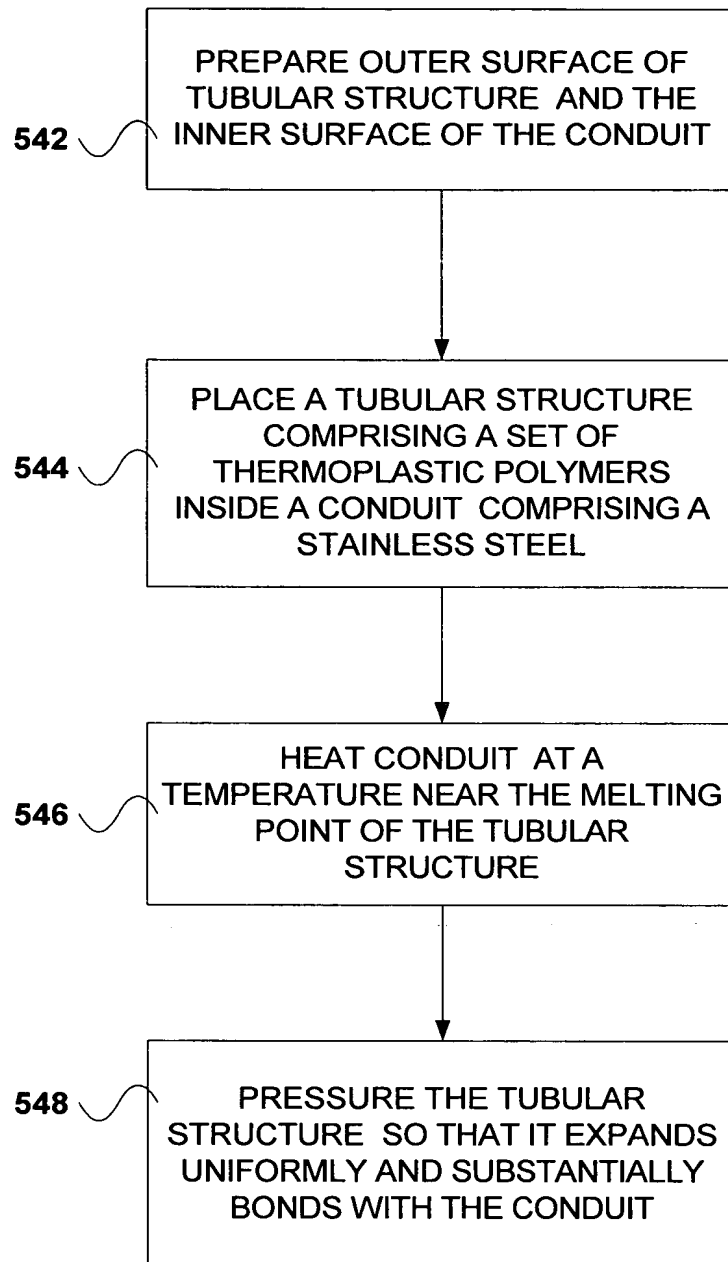 PREPARE OUTER SURFACE OF
TUBULAR STRUCTURE AND THE
INNER SURFACE OF THE CONDUIT
542
PLACE A TUBULAR STRUCTURE
COMPRISING A SET OF
THERMOPLASTIC POLYMERS
INSIDE A CONDUIT COMPRISING A
STAINLESS STEEL
544
HEAT CONDUIT AT A
TEMPERATURE NEAR THE MELTING
POINT OF THE TUBULAR
STRUCTURE
546
PRESSURE THE TUBULAR
STRUCTURE SO THAT IT EXPANDS
UNIFORMLY AND SUBSTANTIALLY
BONDS WITH THE CONDUIT
548